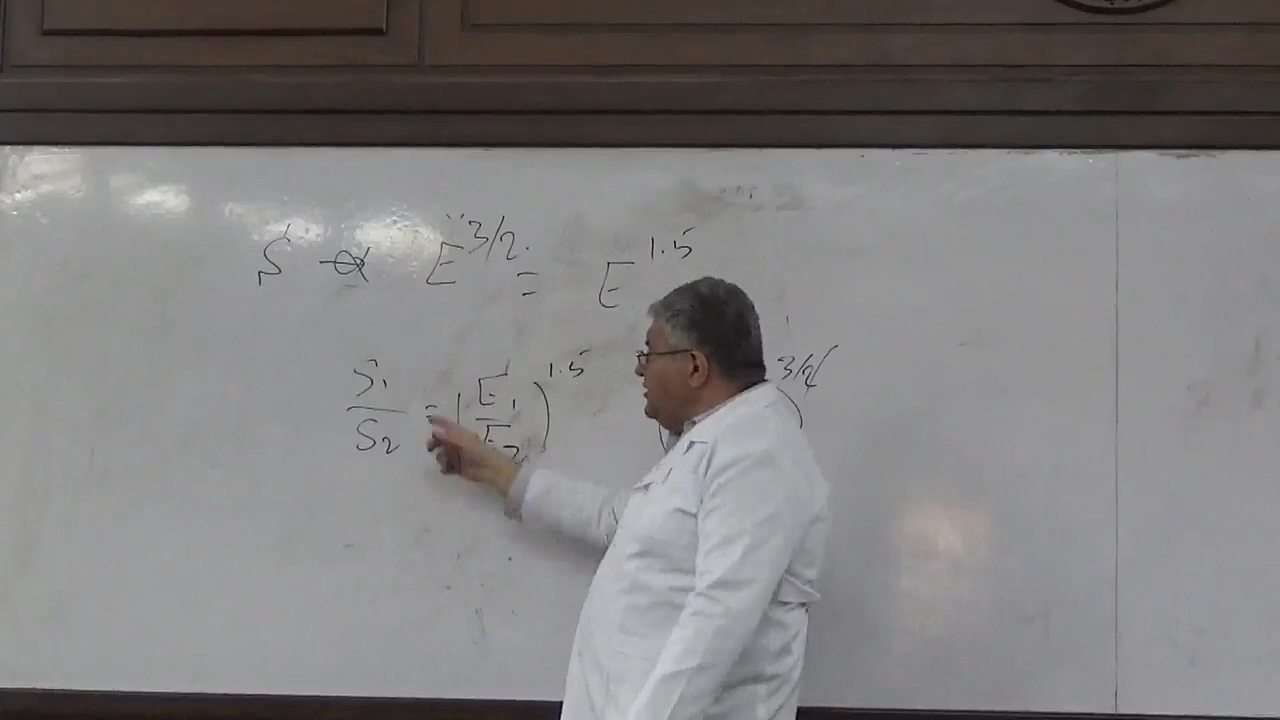 S α E^3/2 = E^1.5
S₁/S₂ = (E₁/E₂)^1.5 ( )^3/2